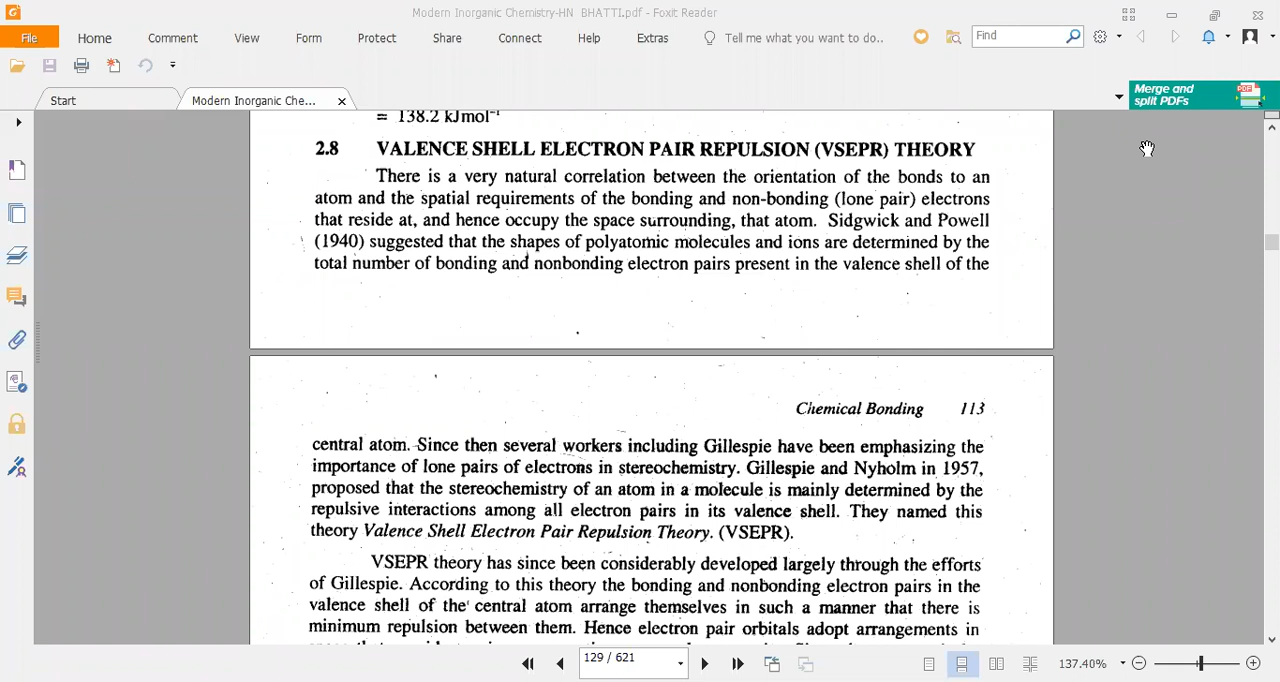 Modern Inorganic Chemistry-HN BHATTI.pdf - Foxit Reader
File Home Comment View Form Protect Share Connect Help Extras Tell me what you want to do.. Find
Start Modern Inorganic Che...
Merge and
split PDFs
= 138.2 kJmol⁻¹
2.8 VALENCE SHELL ELECTRON PAIR REPULSION (VSEPR) THEORY
There is a very natural correlation between the orientation of the bonds to an
atom and the spatial requirements of the bonding and non-bonding (lone pair) electrons
that reside at, and hence occupy the space surrounding, that atom. Sidgwick and Powell
(1940) suggested that the shapes of polyatomic molecules and ions are determined by the
total number of bonding and nonbonding electron pairs present in the valence shell of the
Chemical Bonding 113
central atom. Since then several workers including Gillespie have been emphasizing the
importance of lone pairs of electrons in stereochemistry. Gillespie and Nyholm in 1957,
proposed that the stereochemistry of an atom in a molecule is mainly determined by the
repulsive interactions among all electron pairs in its valence shell. They named this
theory Valence Shell Electron Pair Repulsion Theory. (VSEPR).
VSEPR theory has since been considerably developed largely through the efforts
of Gillespie. According to this theory the bonding and nonbonding electron pairs in the
valence shell of the central atom arrange themselves in such a manner that there is
minimum repulsion between them. Hence electron pair orbitals adopt arrangements in
129 / 621 137.40%